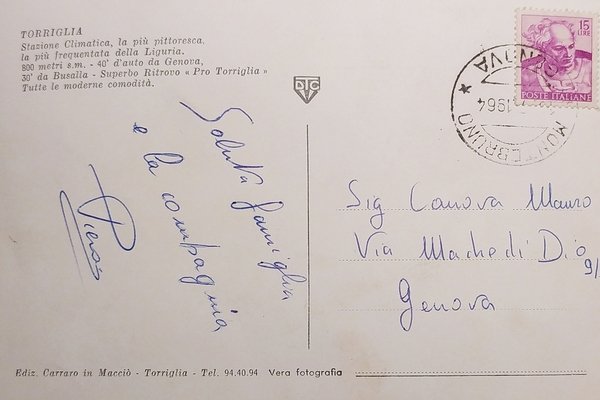 TORRIGLIA
Stazione Climatica, la più pittoresca,
la più frequentata della Liguria.
800 metri s.m. - 40' d'auto da Genova,
30' da Busalla - Superbo Ritrovo « Pro Torriglia »
Tutte le moderne comodità.
Saluta famiglia
e la compagnia
Piero
DTC
15
LIRE
POSTE ITALIANE
MONTEBRUNO * GENOVA *
1964
Sig Canova Mauro
Via Madre di Dio
9/
Genova
Ediz. Carraro in Macciò - Torriglia - Tel. 94.40.94 Vera fotografia